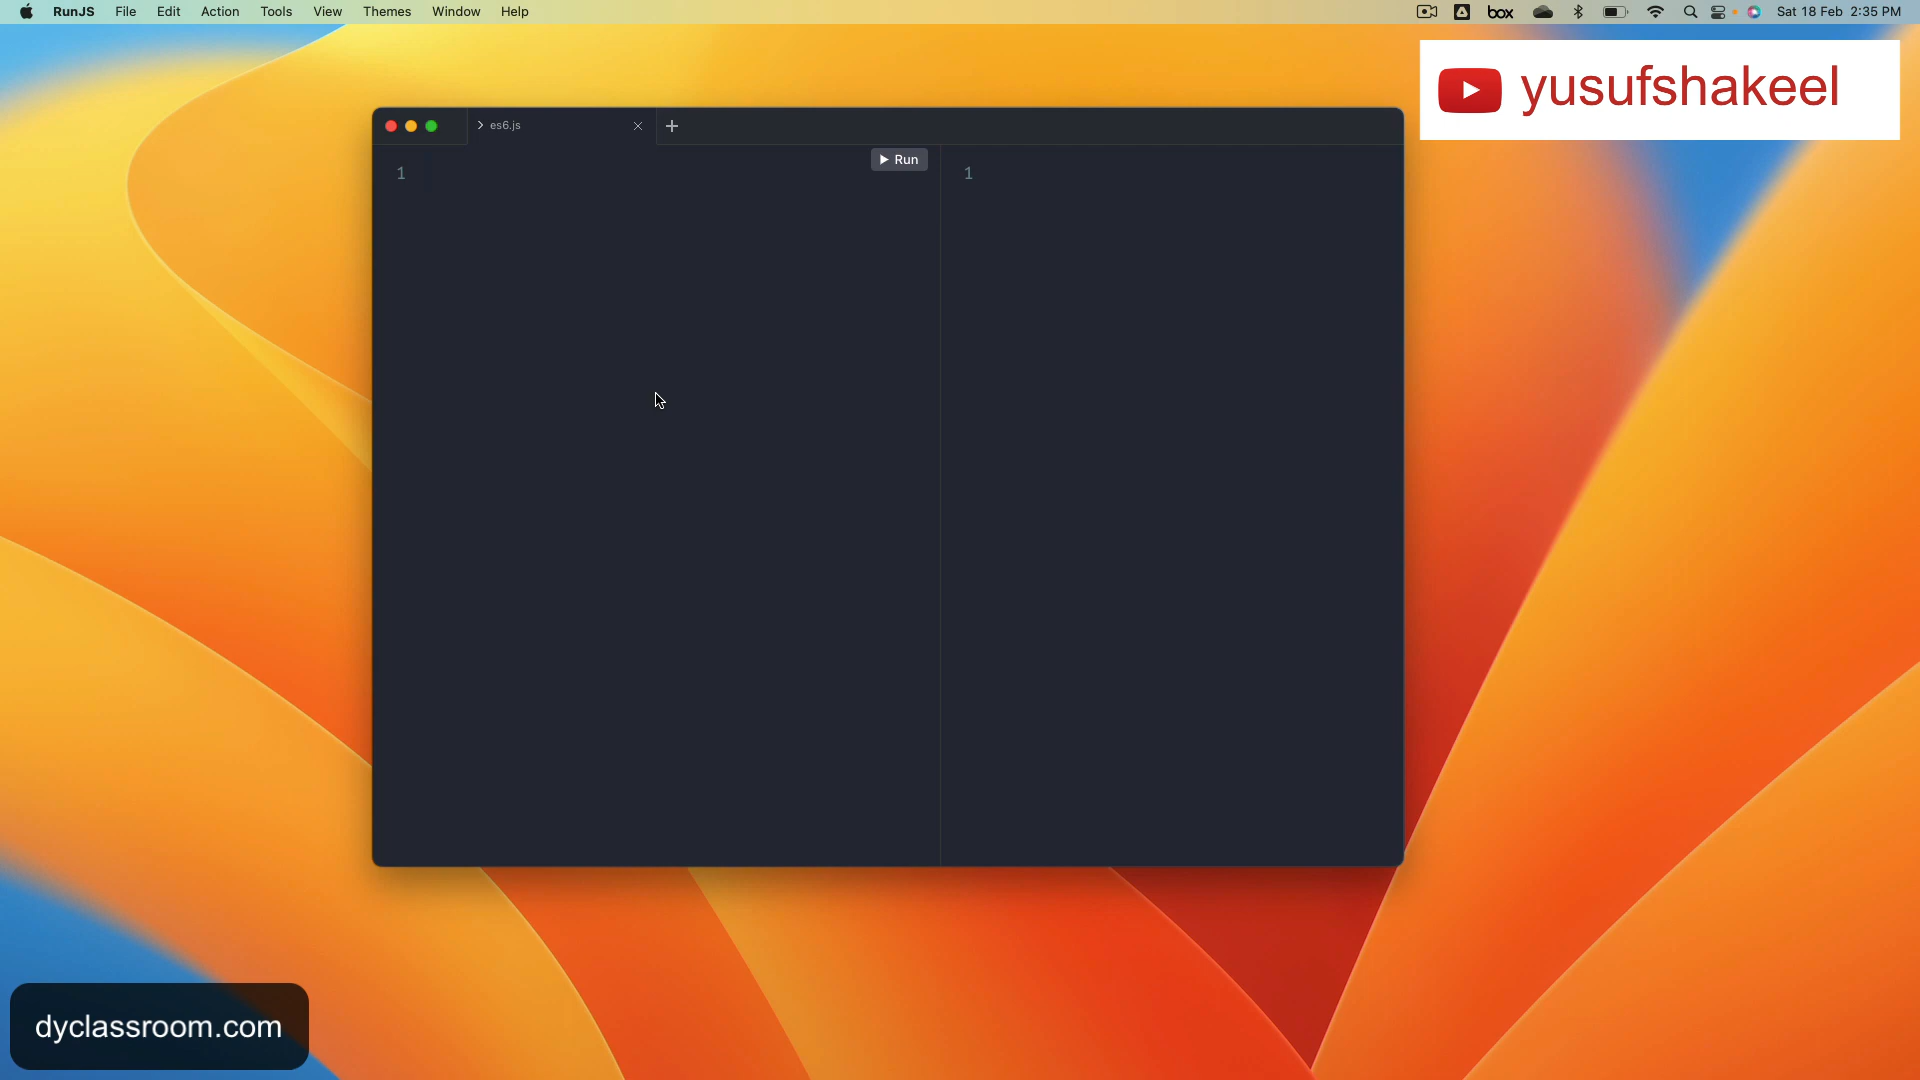 RunJS File Edit Action Tools View Themes Window Help box Sat 18 Feb 2:35 PM
yusufshakeel
es6.js
Run
1 1
dyclassroom.com